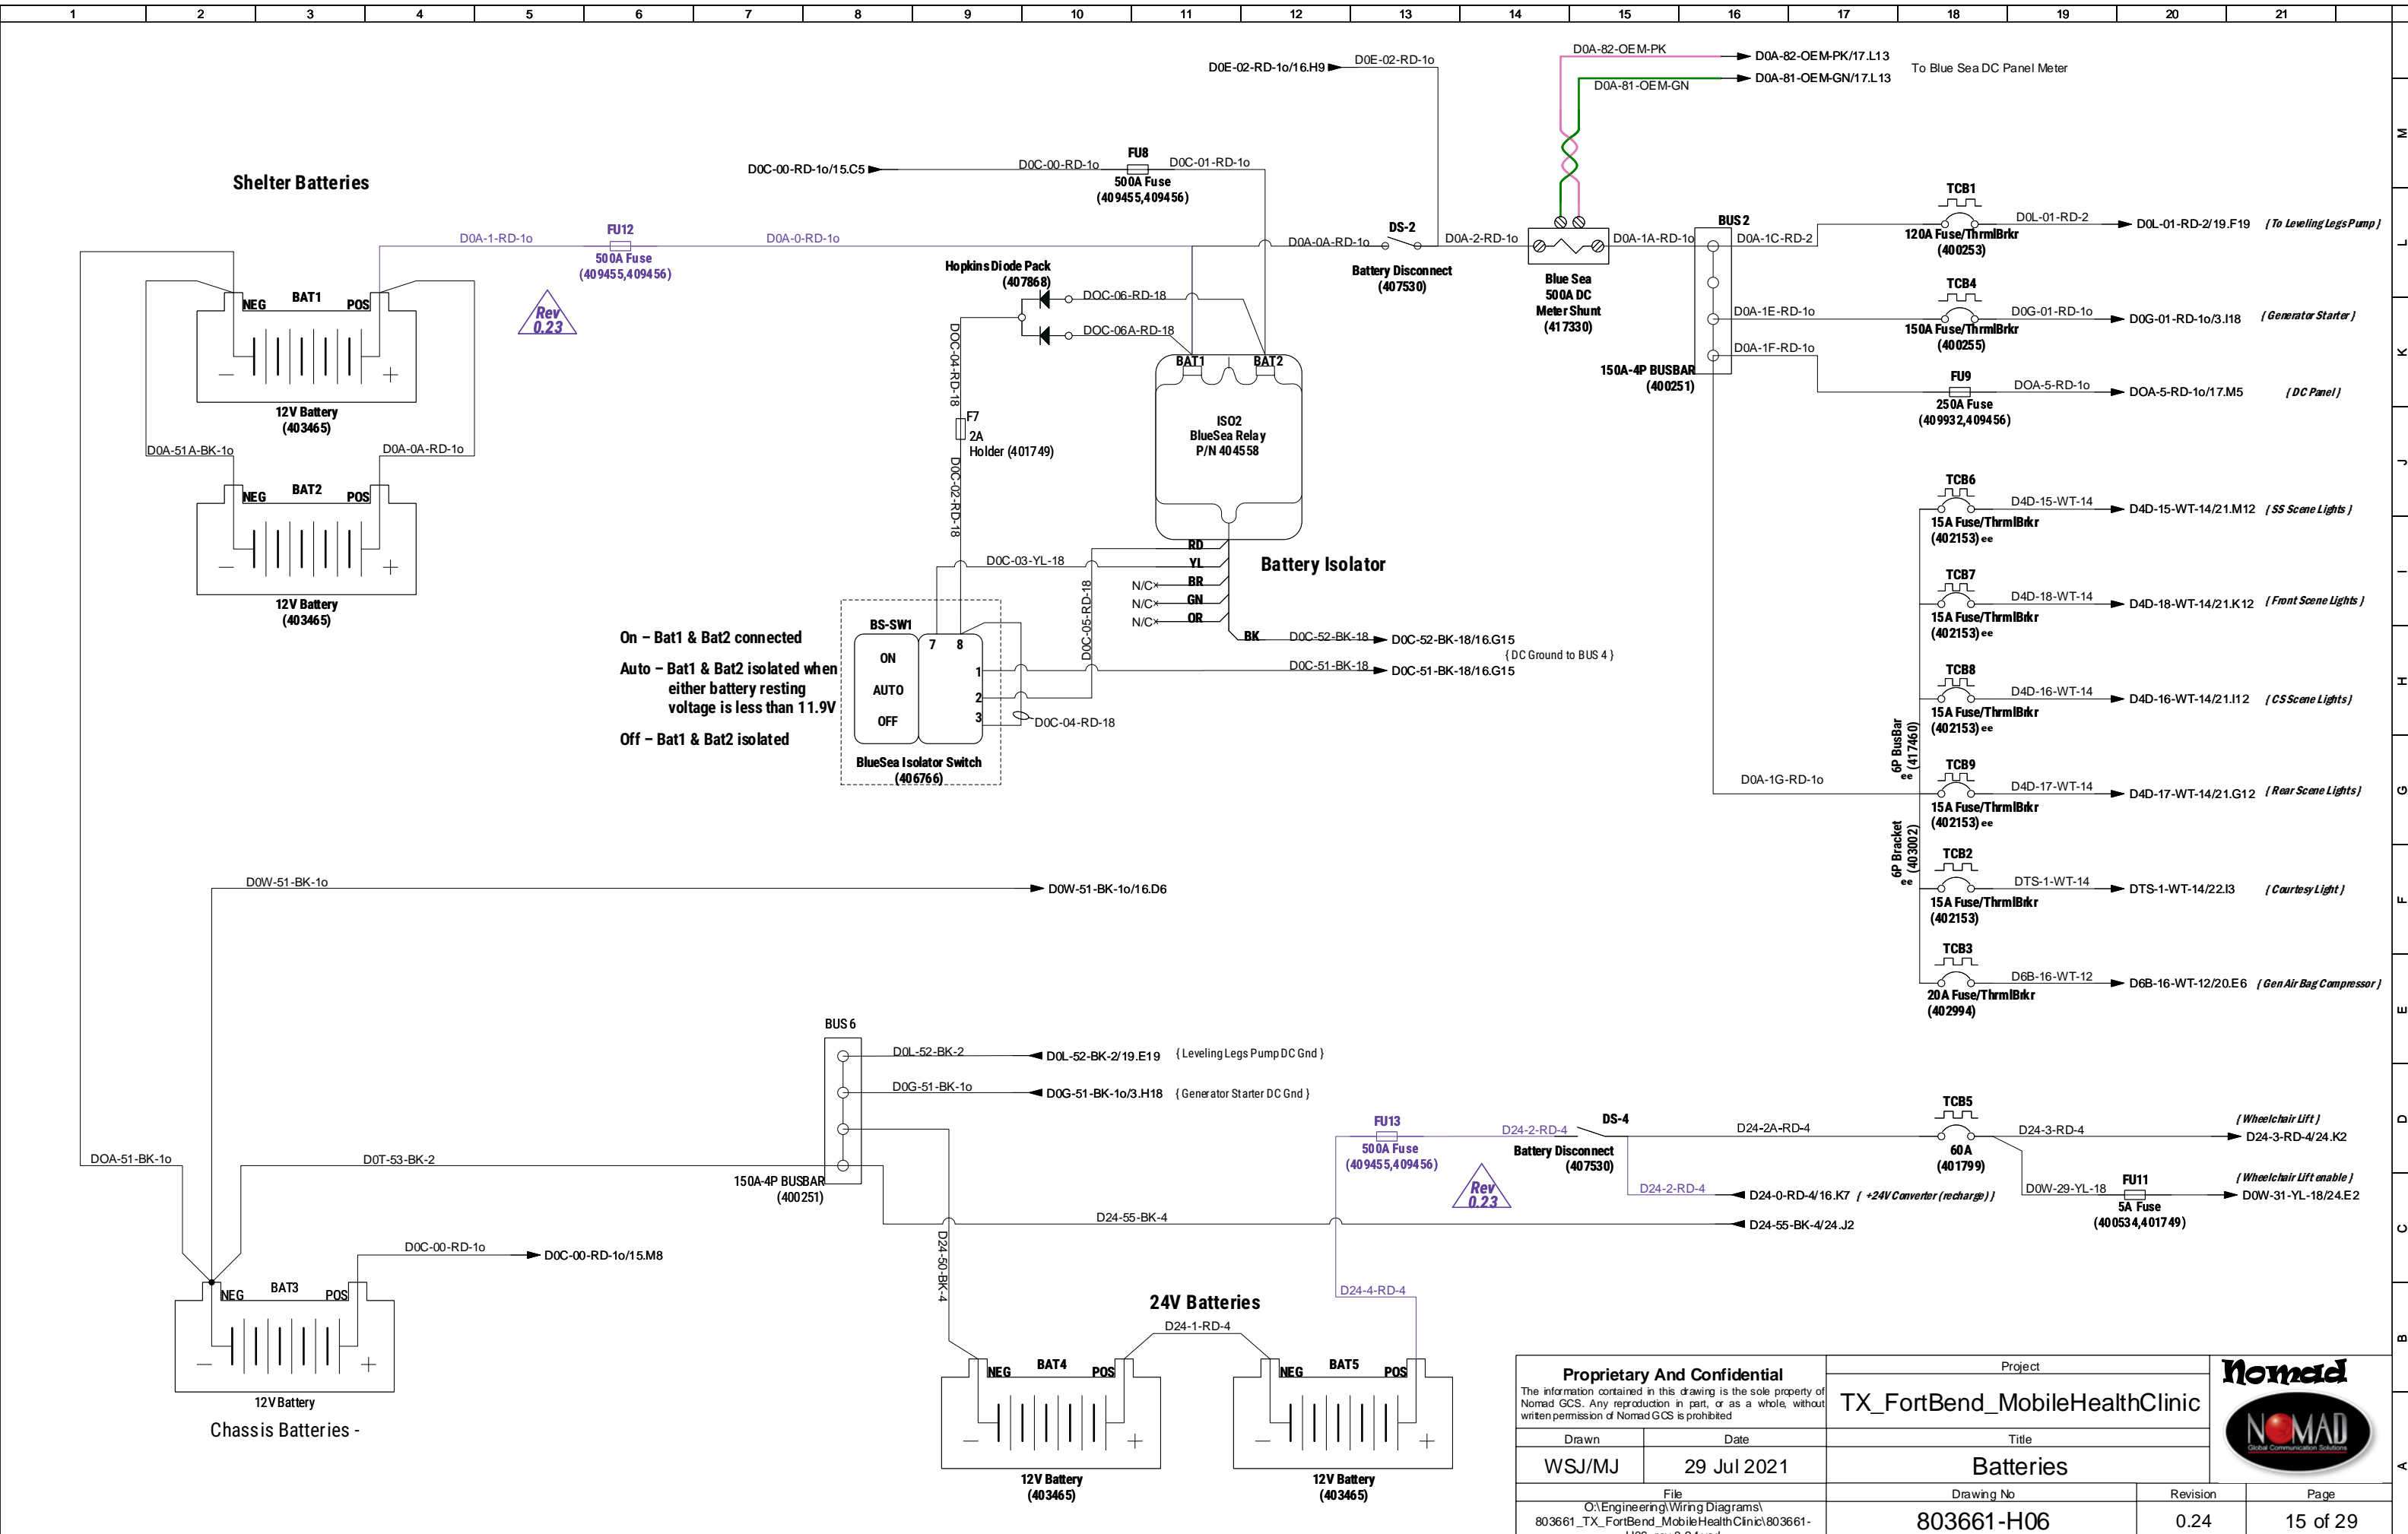 1 2 3 4 5 6 7 8 9 10 11 12 13 14 15 16 17 18 19 20 21
M
L
K
J
I
H
G
F
E
D
C
B
A
D0A-82-OEM-PK
D0A-82-OEM-PK/17.L13
D0A-81-OEM-GN/17.L13
To Blue Sea DC Panel Meter
D0A-81-OEM-GN
D0E-02-RD-1o/16.H9
D0E-02-RD-1o
D0C-00-RD-1o/15.C5
D0C-00-RD-1o
FU8
D0C-01-RD-1o
500A Fuse
(409455,409456)
Shelter Batteries
D0A-1-RD-1o
FU12
500A Fuse
(409455,409456)
D0A-0-RD-1o
Rev
0.23
NEG
BAT1
POS
12V Battery
(403465)
D0A-51A-BK-1o
D0A-0A-RD-1o
NEG
BAT2
POS
12V Battery
(403465)
Hopkins Diode Pack
(407868)
DOC-06-RD-18
DOC-06A-RD-18
DOC-04-RD-18
F7
2A
Holder (401749)
D0C-02-RD-18
BAT1
BAT2
ISO2
BlueSea Relay
P/N 404558
D0A-0A-RD-1o
DS-2
Battery Disconnect
(407530)
D0A-2-RD-1o
Blue Sea
500A DC
Meter Shunt
(417330)
D0A-1A-RD-1o
BUS 2
150A-4P BUSBAR
(400251)
D0A-1C-RD-2
D0A-1E-RD-1o
D0A-1F-RD-1o
D0A-1G-RD-1o
TCB1
120A Fuse/ThrmlBrkr
(400253)
D0L-01-RD-2
D0L-01-RD-2/19.F19
{ To Leveling Legs Pump }
TCB4
150A Fuse/ThrmlBrkr
(400255)
D0G-01-RD-1o
D0G-01-RD-1o/3.I18
{ Generator Starter }
FU9
250A Fuse
(409932,409456)
DOA-5-RD-1o
DOA-5-RD-1o/17.M5
{ DC Panel }
TCB6
15A Fuse/ThrmlBrkr
(402153) ee
D4D-15-WT-14
D4D-15-WT-14/21.M12
{ SS Scene Lights }
TCB7
15A Fuse/ThrmlBrkr
(402153) ee
D4D-18-WT-14
D4D-18-WT-14/21.K12
{ Front Scene Lights }
TCB8
15A Fuse/ThrmlBrkr
(402153) ee
D4D-16-WT-14
D4D-16-WT-14/21.I12
{ CS Scene Lights }
6P BusBar
(417460)
ee
TCB9
15A Fuse/ThrmlBrkr
(402153) ee
D4D-17-WT-14
D4D-17-WT-14/21.G12
{ Rear Scene Lights }
6P Bracket
(403002)
ee
TCB2
15A Fuse/ThrmlBrkr
(402153)
DTS-1-WT-14
DTS-1-WT-14/22.I3
{ Courtesy Light }
TCB3
20A Fuse/ThrmlBrkr
(402994)
D6B-16-WT-12
D6B-16-WT-12/20.E6
{ Gen Air Bag Compressor }
RD
YL
N/C BR
N/C GN
N/C OR
BK
Battery Isolator
D0C-03-YL-18
D0C-05-RD-18
D0C-52-BK-18
D0C-52-BK-18/16.G15
{ DC Ground to BUS 4 }
D0C-51-BK-18
D0C-51-BK-18/16.G15
BS-SW1
ON
AUTO
OFF
7 8
1
2
3
D0C-04-RD-18
BlueSea Isolator Switch
(406766)
On – Bat1 & Bat2 connected
Auto – Bat1 & Bat2 isolated when
either battery resting
voltage is less than 11.9V
Off – Bat1 & Bat2 isolated
D0W-51-BK-1o
D0W-51-BK-1o/16.D6
BUS 6
D0L-52-BK-2
D0L-52-BK-2/19.E19
{ Leveling Legs Pump DC Gnd }
D0G-51-BK-1o
D0G-51-BK-1o/3.H18
{ Generator Starter DC Gnd }
150A-4P BUSBAR
(400251)
DOA-51-BK-1o
D0T-53-BK-2
D0C-00-RD-1o
D0C-00-RD-1o/15.M8
NEG
BAT3
POS
12V Battery
Chassis Batteries -
D24-55-BK-4
D24-50-BK-4
24V Batteries
D24-1-RD-4
NEG
BAT4
POS
12V Battery
(403465)
NEG
BAT5
POS
12V Battery
(403465)
D24-4-RD-4
FU13
500A Fuse
(409455,409456)
D24-2-RD-4
Rev
0.23
DS-4
Battery Disconnect
(407530)
D24-2A-RD-4
D24-2-RD-4
D24-0-RD-4/16.K7
{ +24V Converter (recharge) }
D24-55-BK-4/24.J2
TCB5
60A
(401799)
D24-3-RD-4
{ Wheelchair Lift }
D24-3-RD-4/24.K2
D0W-29-YL-18
FU11
5A Fuse
(400534,401749)
{ Wheelchair Lift enable }
D0W-31-YL-18/24.E2
Proprietary And Confidential
The information contained in this drawing is the sole property of
Nomad GCS. Any reproduction in part, or as a whole, without
written permission of Nomad GCS is prohibited
Project
TX_FortBend_MobileHealthClinic
Drawn
WSJ/MJ
Date
29 Jul 2021
Title
Batteries
File
O:\Engineering\Wiring Diagrams\
803661_TX_FortBend_MobileHealthClinic\803661-
Drawing No
803661-H06
Revision
0.24
Page
15 of 29
nomad
NOMAD
Global Communication Solutions